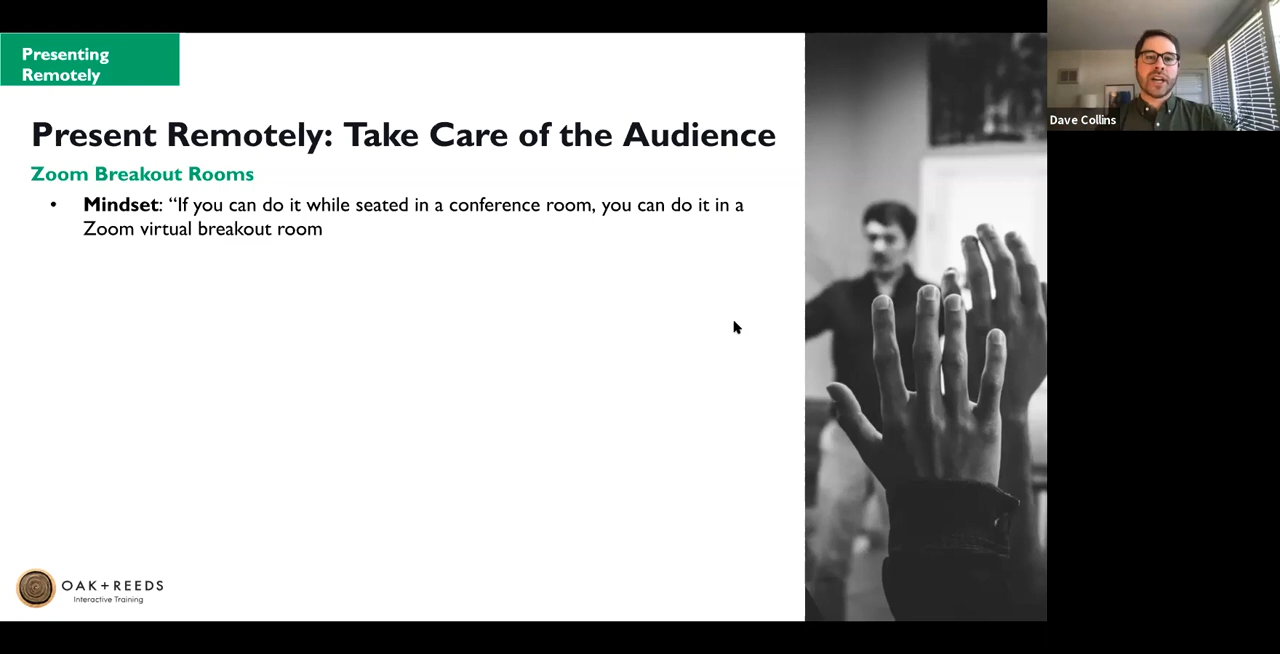 Presenting
Remotely
Present Remotely: Take Care of the Audience
Zoom Breakout Rooms
• Mindset: “If you can do it while seated in a conference room, you can do it in a
Zoom virtual breakout room
OAK+REEDS
Interactive Training
Dave Collins